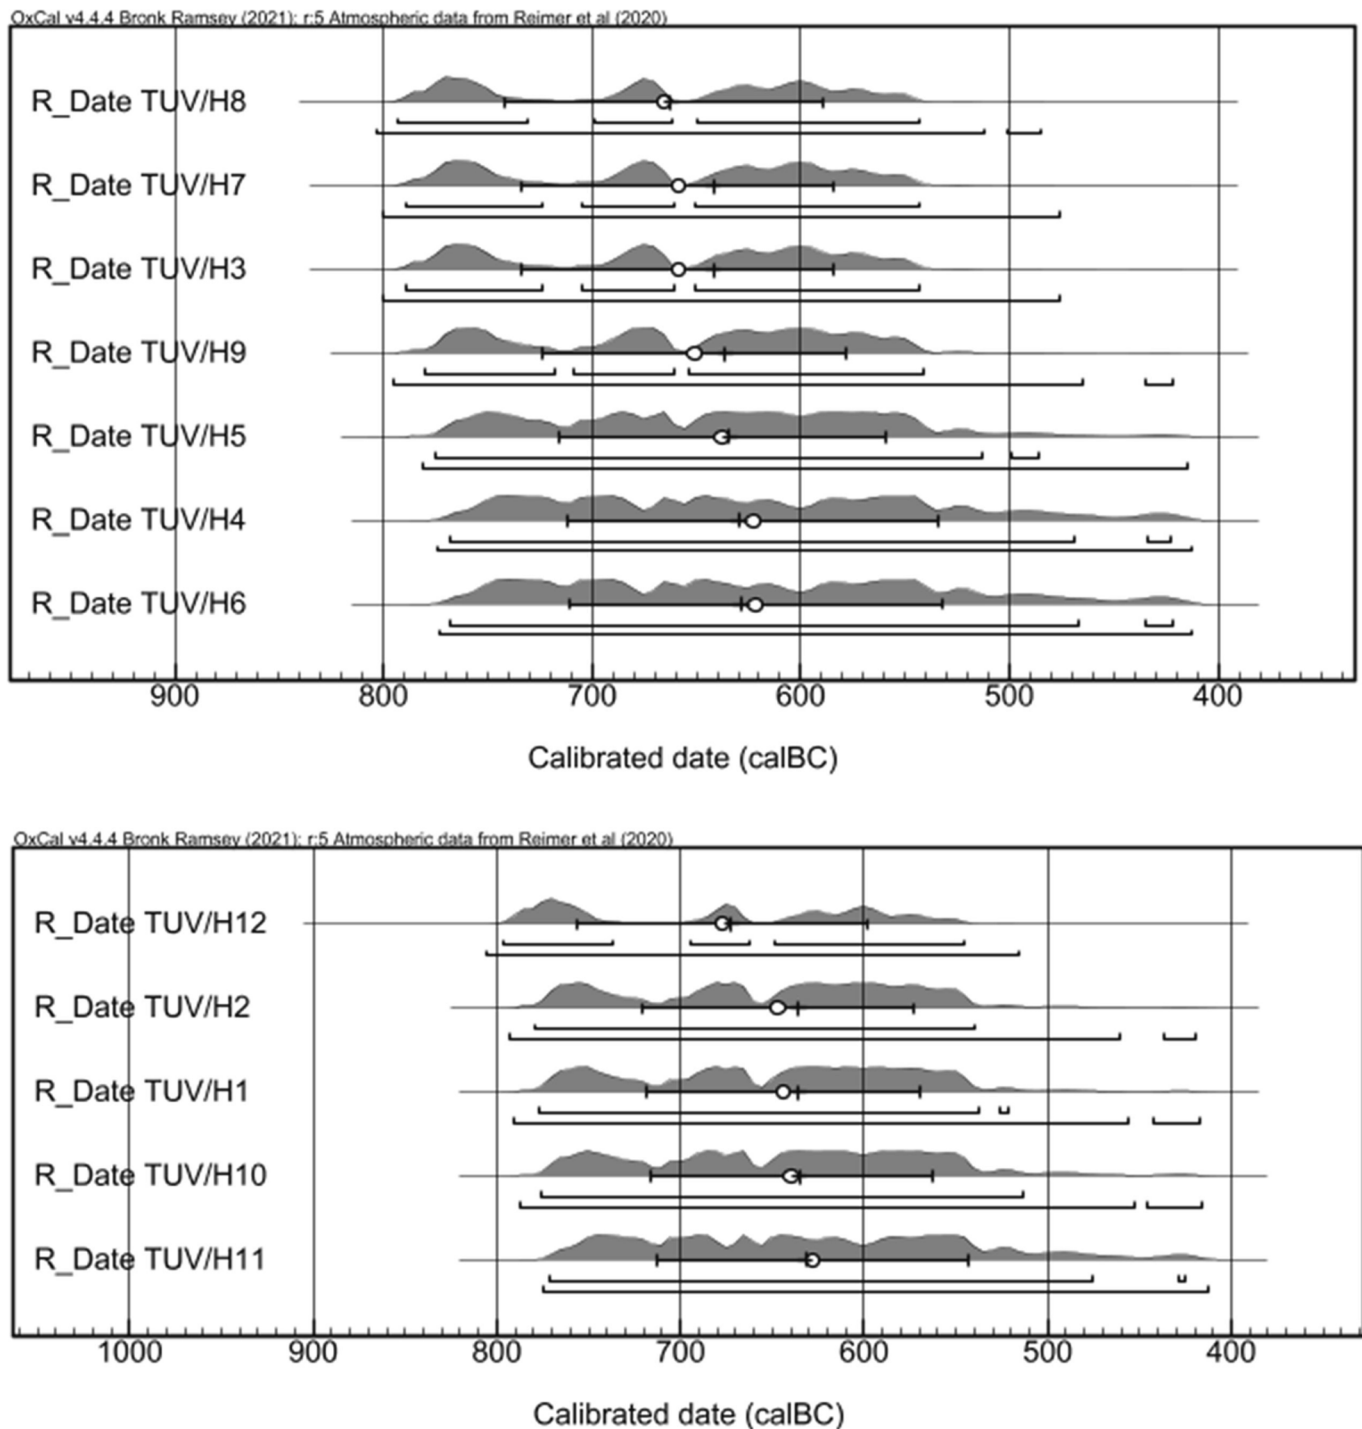 OxCal v4.4.4 Bronk Ramsey (2021); r:5 Atmospheric data from Reimer et al (2020)
R_Date TUV/H8
R_Date TUV/H7
R_Date TUV/H3
R_Date TUV/H9
R_Date TUV/H5
R_Date TUV/H4
R_Date TUV/H6
900 800 700 600 500 400
Calibrated date (calBC)
OxCal v4.4.4 Bronk Ramsey (2021); r:5 Atmospheric data from Reimer et al (2020)
R_Date TUV/H12
R_Date TUV/H2
R_Date TUV/H1
R_Date TUV/H10
R_Date TUV/H11
1000 900 800 700 600 500 400
Calibrated date (calBC)